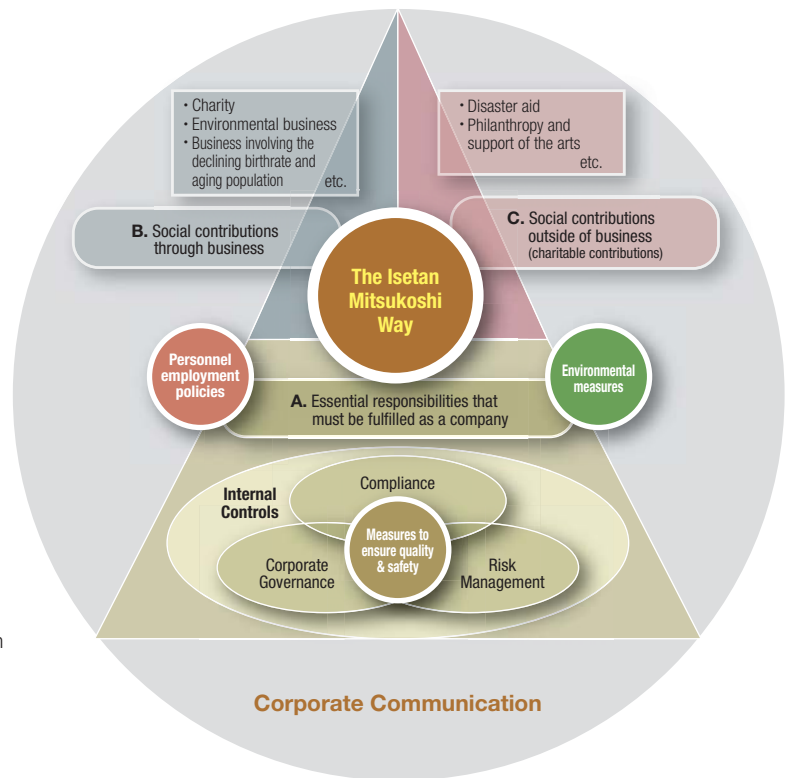 • Charity
• Environmental business
• Business involving the
declining birthrate and
aging population etc.
• Disaster aid
• Philanthropy and
support of the arts
etc.
B. Social contributions
through business
C. Social contributions
outside of business
(charitable contributions)
The Isetan
Mitsukoshi
Way
Personnel
employment
policies
Environmental
measures
A. Essential responsibilities that
must be fulfilled as a company
Internal
Controls
Compliance
Measures to
ensure quality
& safety
Corporate
Governance
Risk
Management
n
Corporate Communication